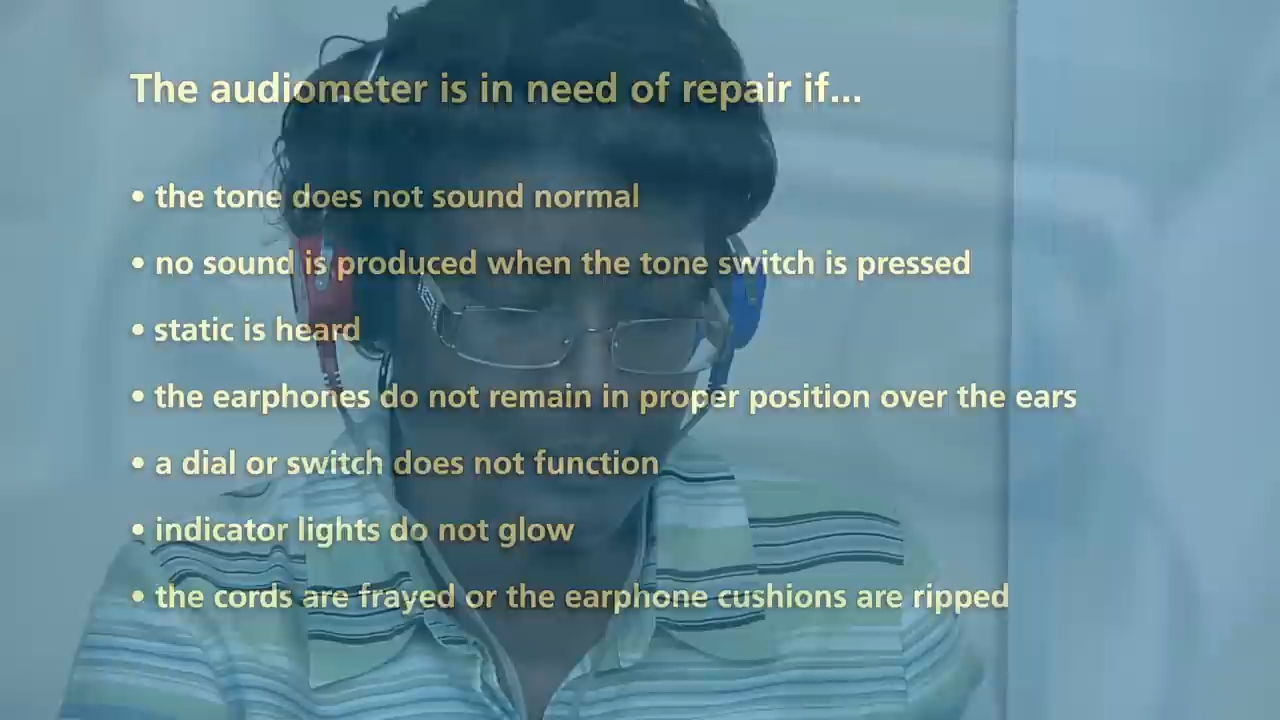 The audiometer is in need of repair if...
• the tone does not sound normal
• no sound is produced when the tone switch is pressed
• static is heard
• the earphones do not remain in proper position over the ears
• a dial or switch does not function
• indicator lights do not glow
• the cords are frayed or the earphone cushions are ripped